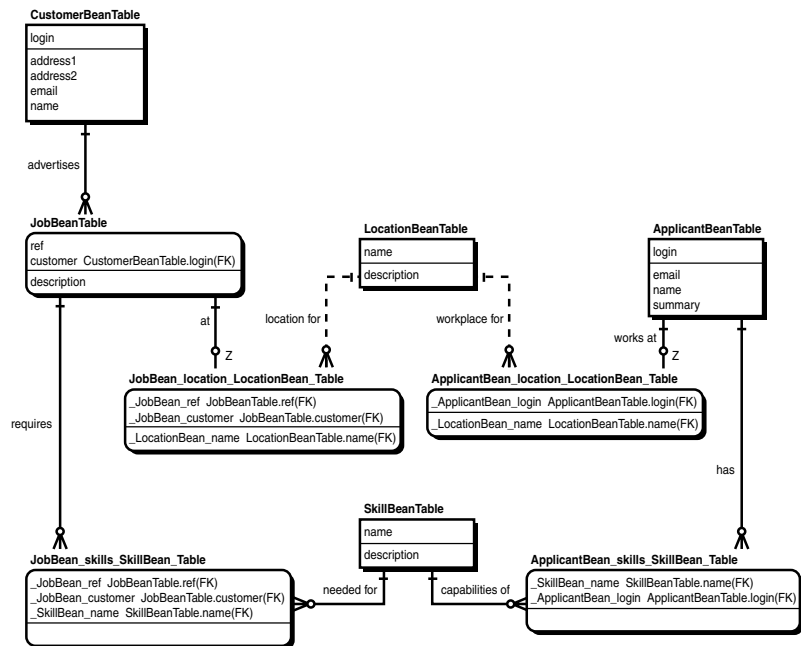 CustomerBeanTable
login
address1
address2
email
name
advertises
JobBeanTable
ref
customer CustomerBeanTable.login(FK)
description
LocationBeanTable
name
description
ApplicantBeanTable
login
email
name
summary
at
Z
location for
workplace for
works at
Z
JobBean_location_LocationBean_Table
_JobBean_ref JobBeanTable.ref(FK)
_JobBean_customer JobBeanTable.customer(FK)
_LocationBean_name LocationBeanTable.name(FK)
ApplicantBean_location_LocationBean_Table
_ApplicantBean_login ApplicantBeanTable.login(FK)
_LocationBean_name LocationBeanTable.name(FK)
requires
has
SkillBeanTable
name
description
JobBean_skills_SkillBean_Table
_JobBean_ref JobBeanTable.ref(FK)
_JobBean_customer JobBeanTable.customer(FK)
_SkillBean_name SkillBeanTable.name(FK)
needed for
capabilities of
ApplicantBean_skills_SkillBean_Table
_SkillBean_name SkillBeanTable.name(FK)
_ApplicantBean_login ApplicantBeanTable.login(FK)